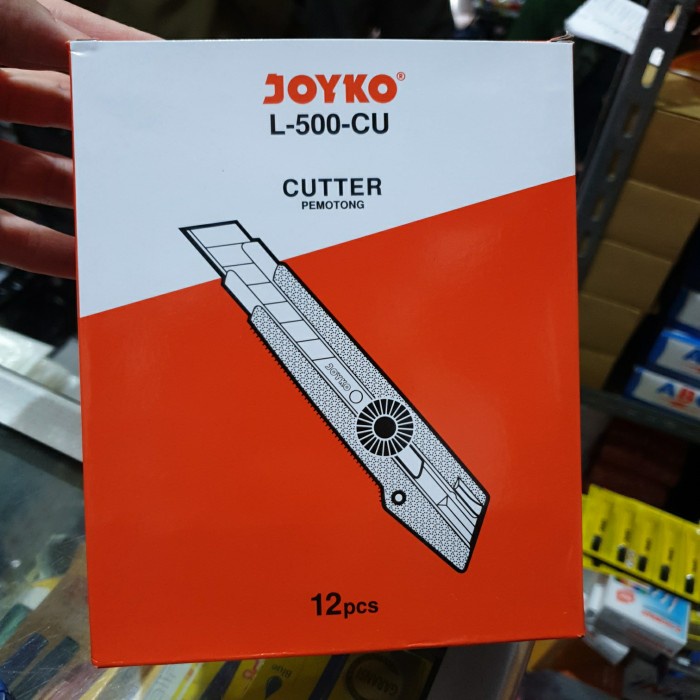 JOYKO®
L-500-CU
CUTTER
PEMOTONG
JOYKO
12pcs